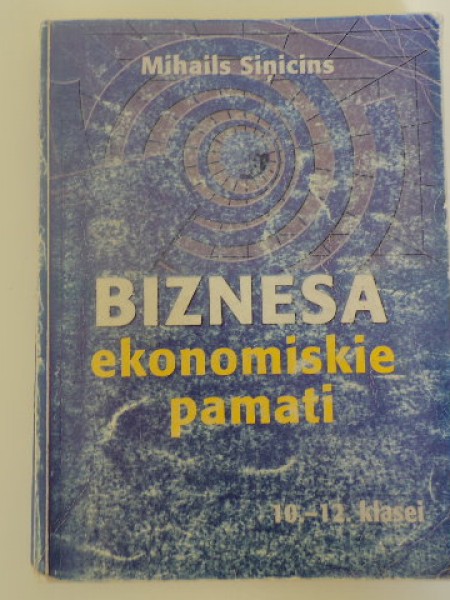 Mihails Siņicins
BIZNESA
ekonomiskie
pamati
10.–12. klasei